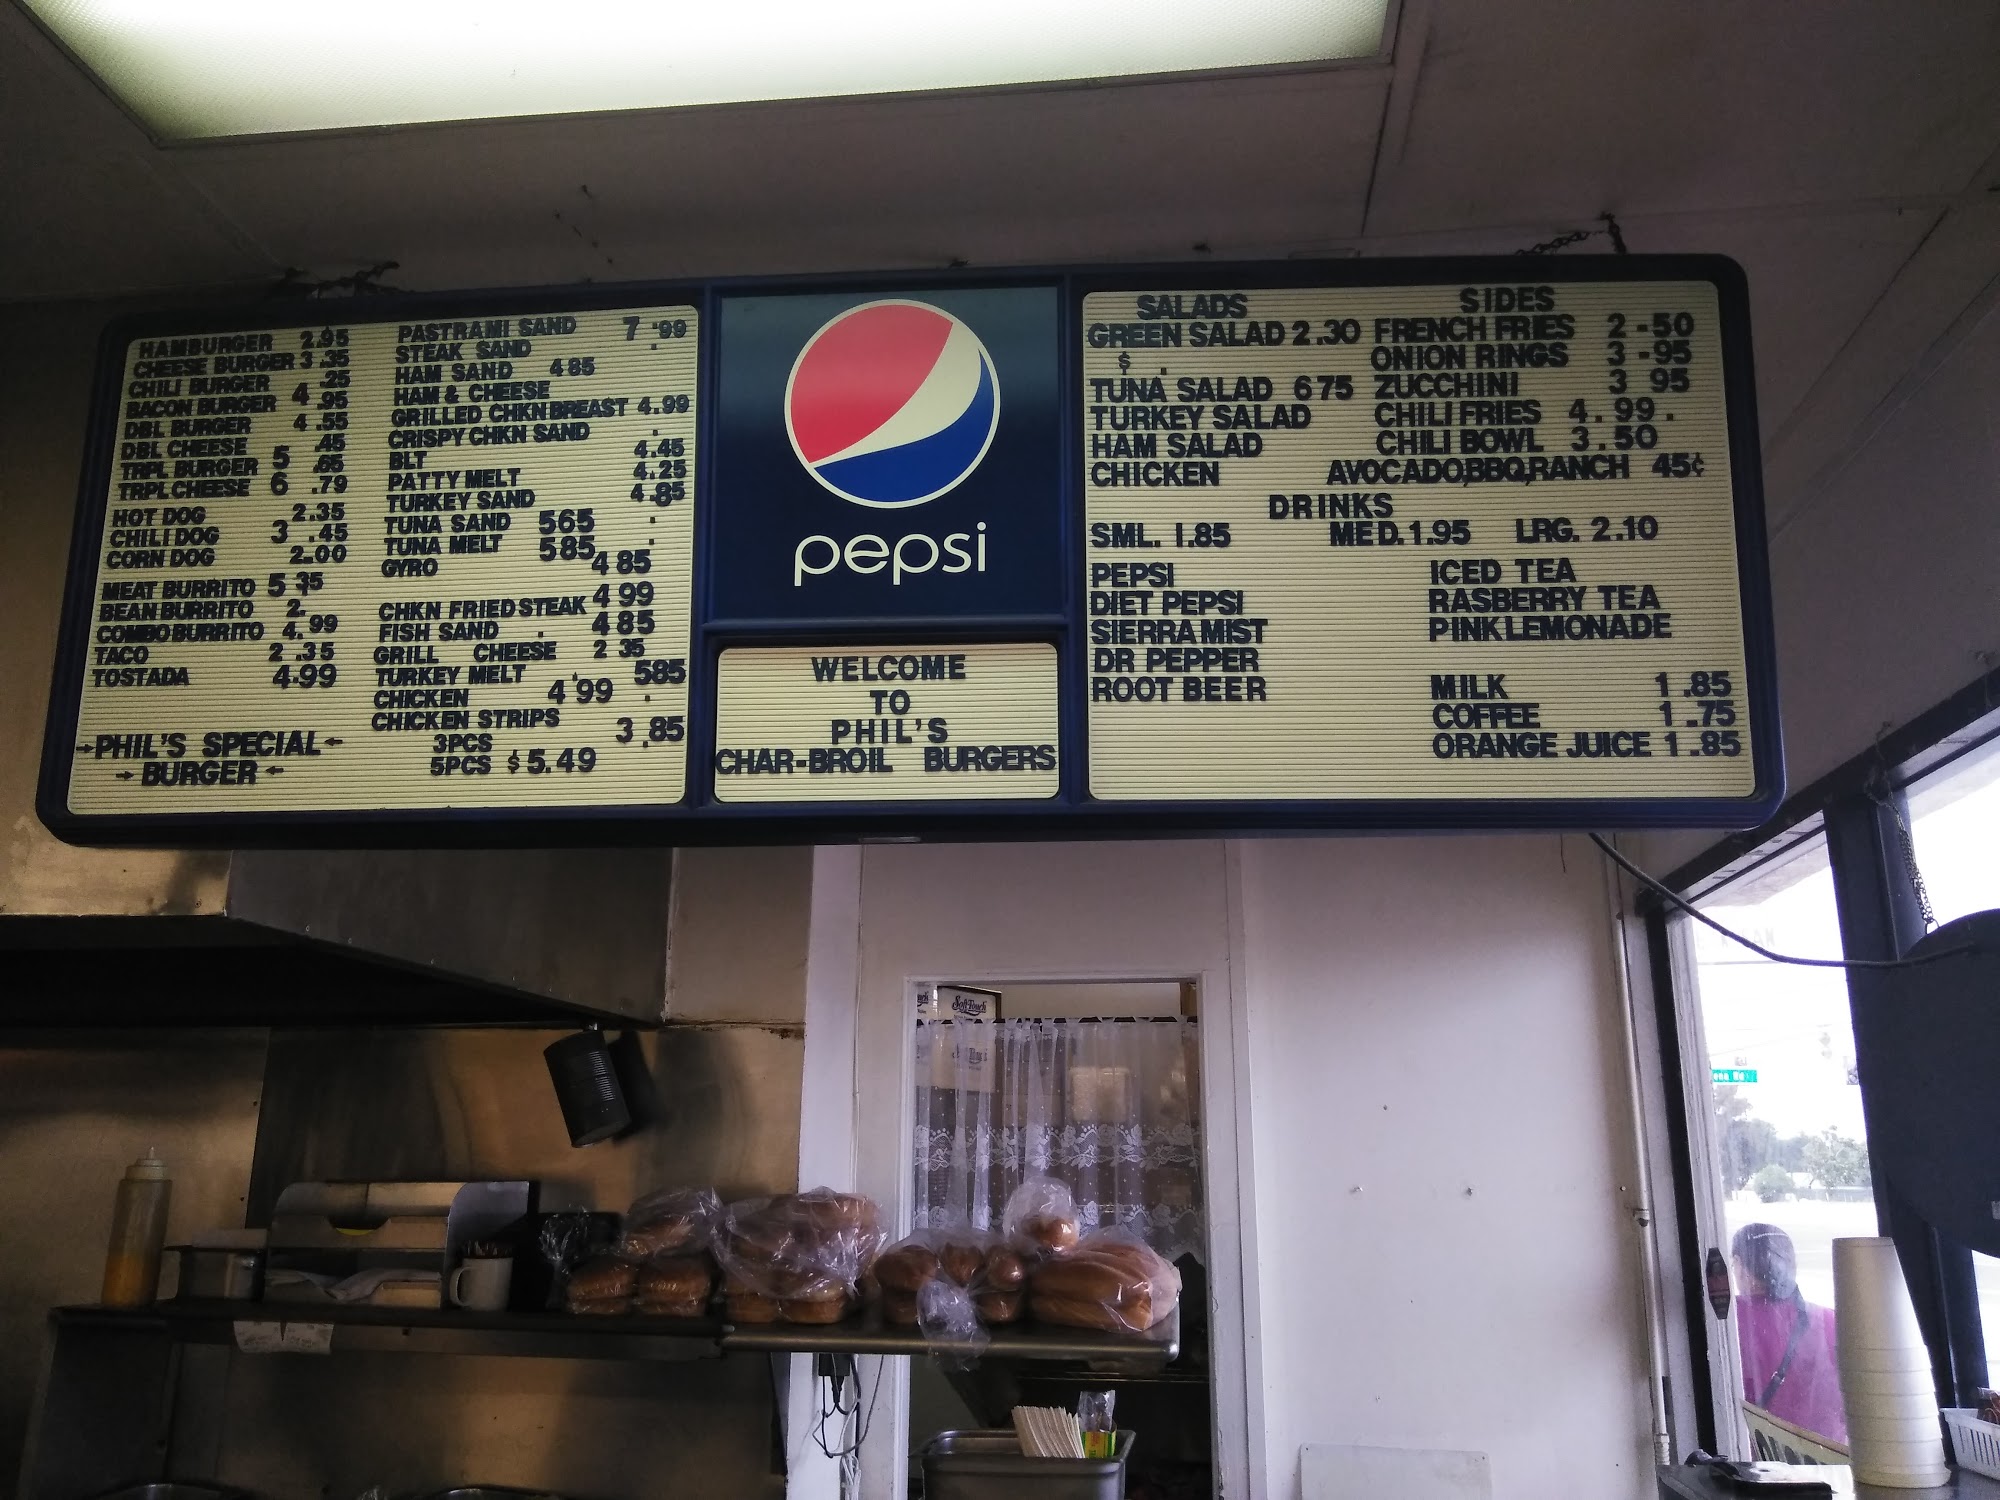 HAMBURGER 2.95
CHEESE BURGER 3.35
CHILI BURGER .25
BACON BURGER 4 .95
DBL BURGER 4.55
DBL CHEESE .45
TRPL BURGER 5 .65
TRPL CHEESE 6 .79
HOT DOG 2.35
CHILI DOG 3 .45
CORN DOG 2.00
MEAT BURRITO 5 35
BEAN BURRITO 2.
COMBO BURRITO 4.99
TACO 2.35
TOSTADA 4.99
→PHIL'S SPECIAL←
→BURGER←
PASTRAMI SAND 7.99
STEAK SAND
HAM SAND 485
HAM & CHEESE
GRILLED CHKN BREAST 4.99
CRISPY CHKN SAND .
BLT 4.45
PATTY MELT 4.25
TURKEY SAND 4.85
TUNA SAND 565
TUNA MELT 585
GYRO 485
CHKN FRIED STEAK 499
FISH SAND . 485
GRILL CHEESE 2 35
TURKEY MELT 585
CHICKEN 499
CHICKEN STRIPS
3PCS 3.85
5PCS $5.49
pepsi
WELCOME
TO
PHIL'S
CHAR-BROIL BURGERS
SALADS
GREEN SALAD 2.30
$ .
TUNA SALAD 675
TURKEY SALAD
HAM SALAD
CHICKEN
SIDES
FRENCH FRIES 2-50
ONION RINGS 3-95
ZUCCHINI 3 95
CHILI FRIES 4.99.
CHILI BOWL 3.50
AVOCADO,BBQ,RANCH 45¢
DRINKS
SML. 1.85 MED. 1.95 LRG. 2.10
PEPSI
DIET PEPSI
SIERRA MIST
DR PEPPER
ROOT BEER
ICED TEA
RASBERRY TEA
PINK LEMONADE
MILK 1.85
COFFEE 1.75
ORANGE JUICE 1.85
Soft Touch